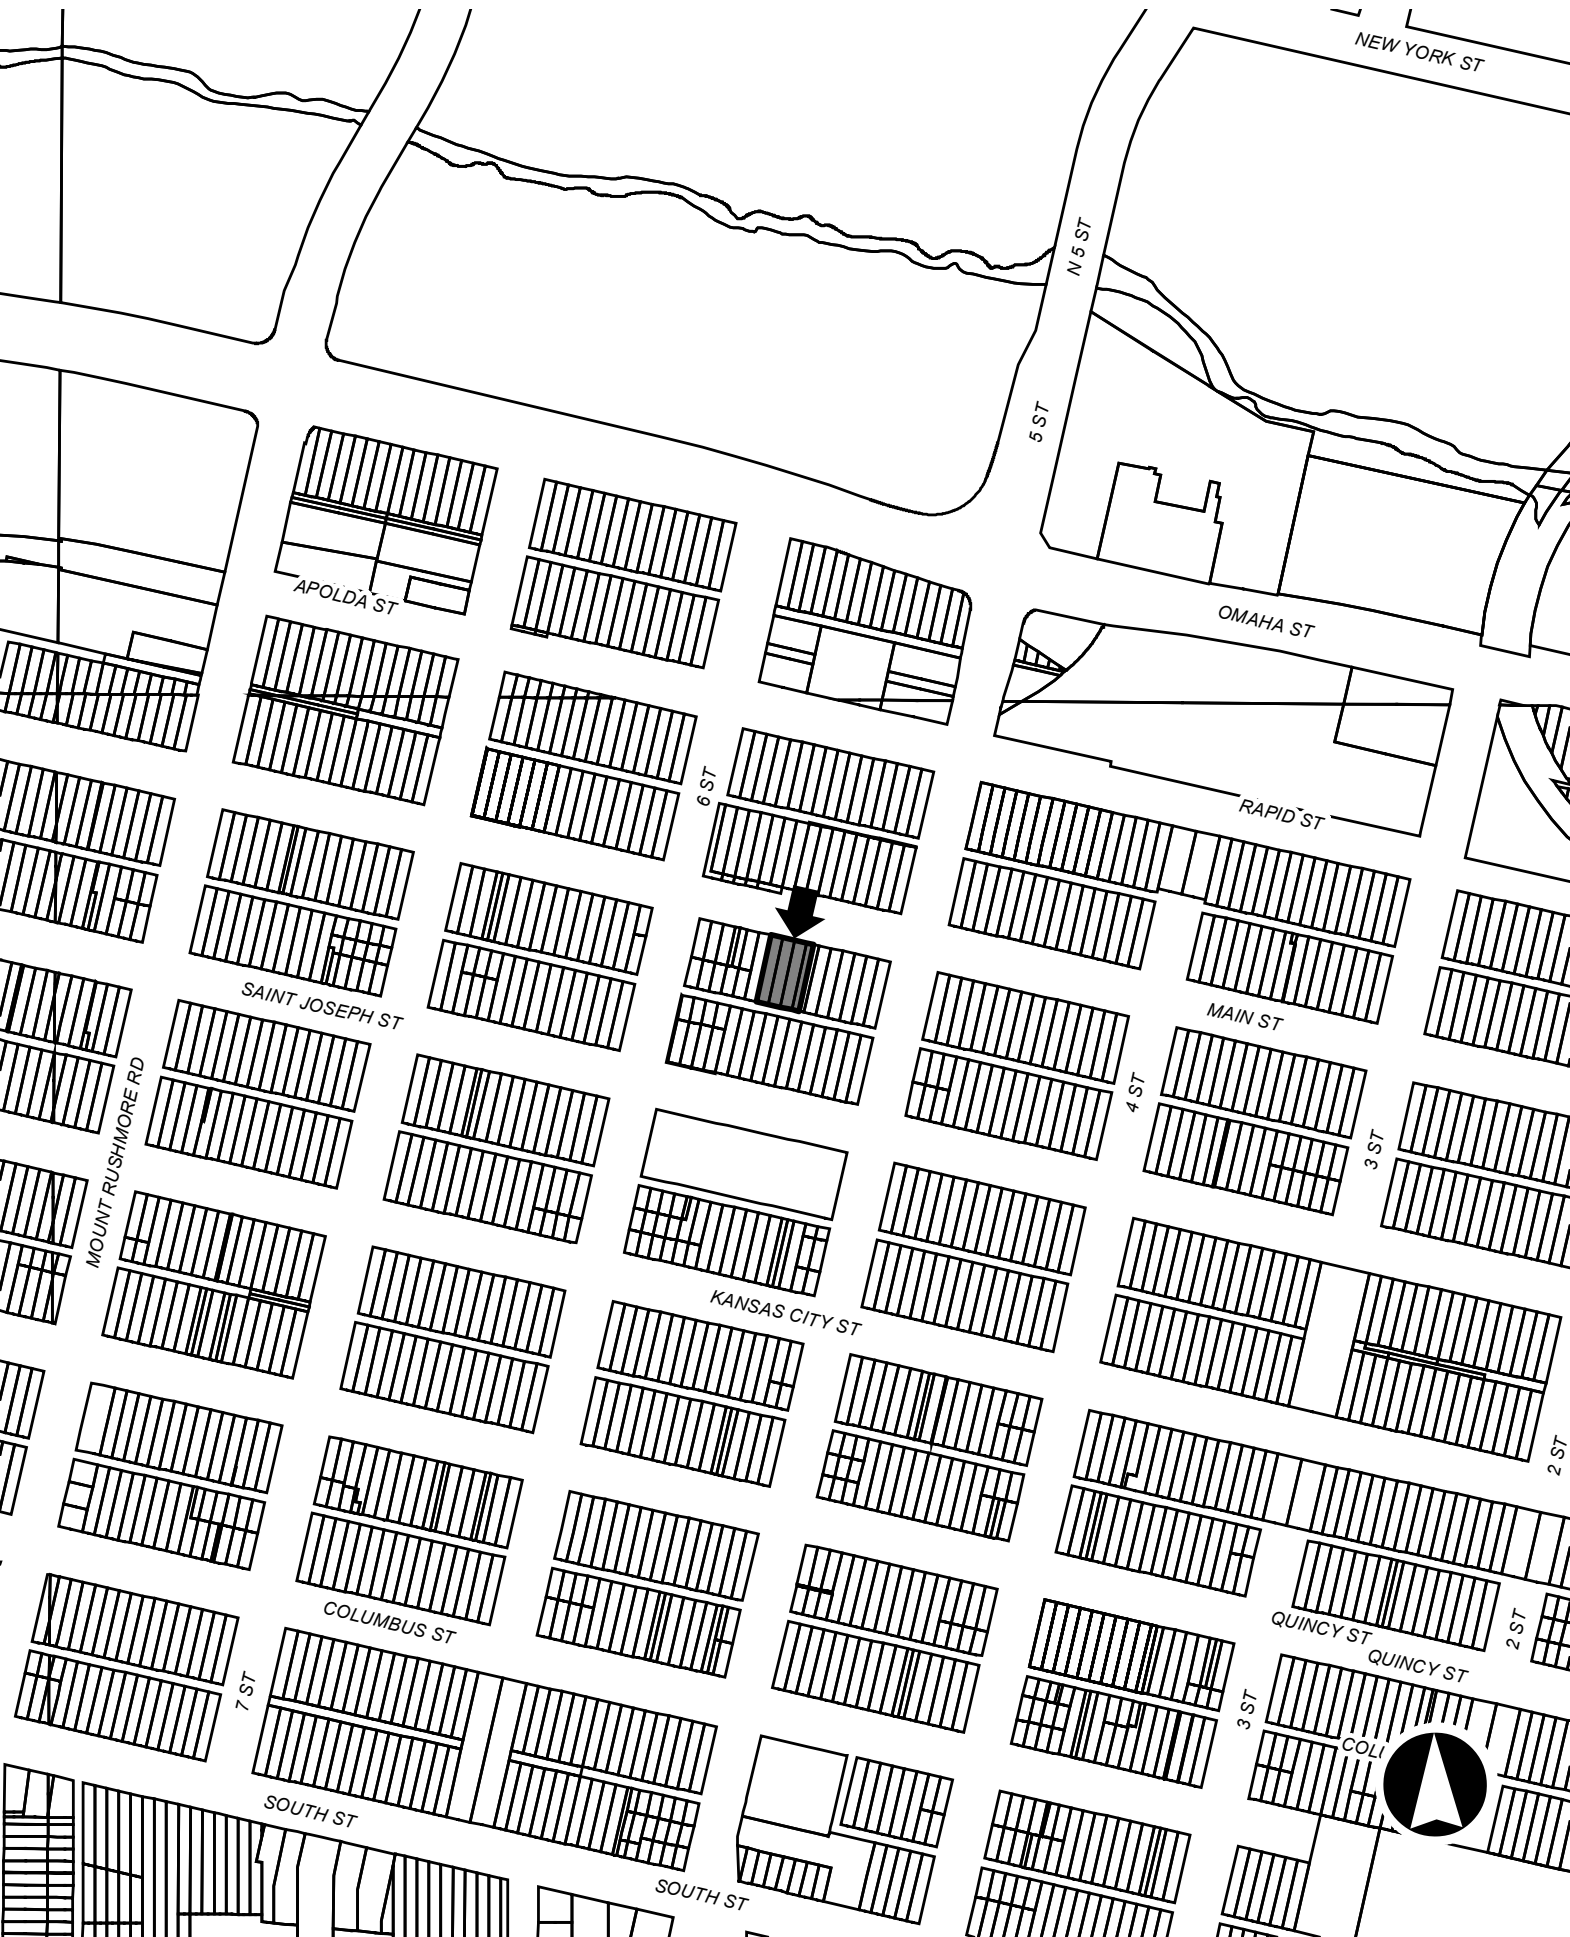 NEW YORK ST
N 5 ST
5 ST
APOLDA ST
OMAHA ST
6 ST
RAPID ST
SAINT JOSEPH ST
MAIN ST
MOUNT RUSHMORE RD
4 ST
3 ST
KANSAS CITY ST
2 ST
COLUMBUS ST
QUINCY ST
2 ST
QUINCY ST
7 ST
3 ST
COLU
SOUTH ST
SOUTH ST